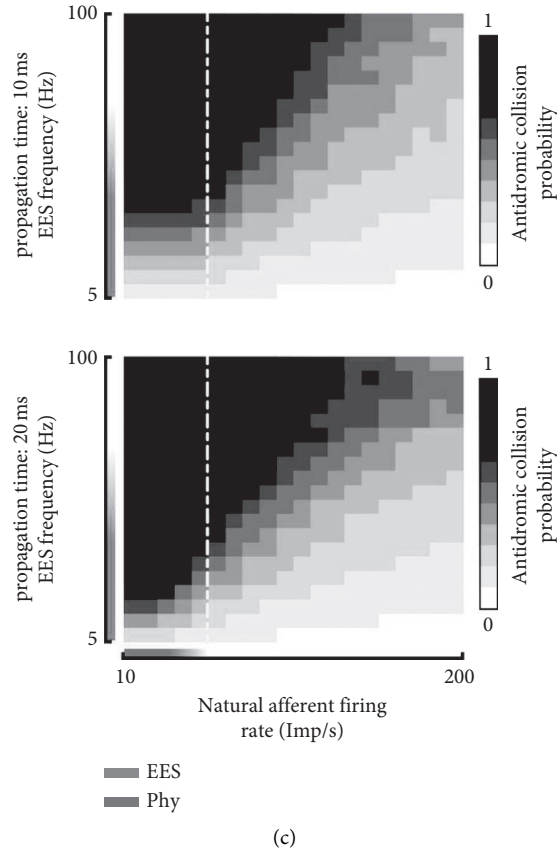 100
propagation time: 10 ms
EES frequency (Hz)
5
1
Antidromic collision
probability
0
100
propagation time: 20 ms
EES frequency (Hz)
5
1
Antidromic collision
probability
0
10
200
Natural afferent firing
rate (Imp/s)
EES
Phy
(c)